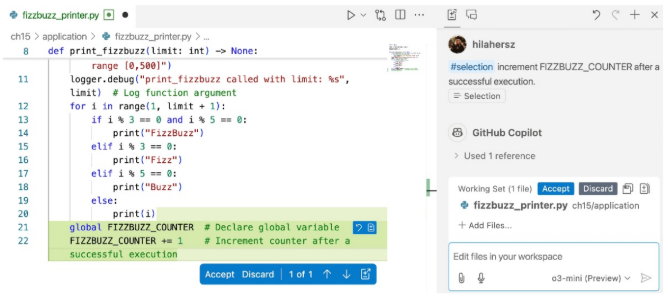 fizzbuzz_printer.py
ch15 > application > fizzbuzz_printer.py > ...
8 def print_fizzbuzz(limit: int) -> None:
range [0,500]")
11 logger.debug("print_fizzbuzz called with limit: %s",
limit) # Log function argument
12 for i in range(1, limit + 1):
13 if i % 3 == 0 and i % 5 == 0:
14 print("FizzBuzz")
15 elif i % 3 == 0:
16 print("Fizz")
17 elif i % 5 == 0:
18 print("Buzz")
19 else:
20 print(i)
21 global FIZZBUZZ_COUNTER # Declare global variable
22 FIZZBUZZ_COUNTER += 1 # Increment counter after a
successful execution
Accept Discard 1 of 1
hilahersz
#selection increment FIZZBUZZ_COUNTER after a
successful execution.
Selection
GitHub Copilot
> Used 1 reference
Working Set (1 file) Accept Discard
fizzbuzz_printer.py ch15/application
+ Add Files...
Edit files in your workspace
o3-mini (Preview)